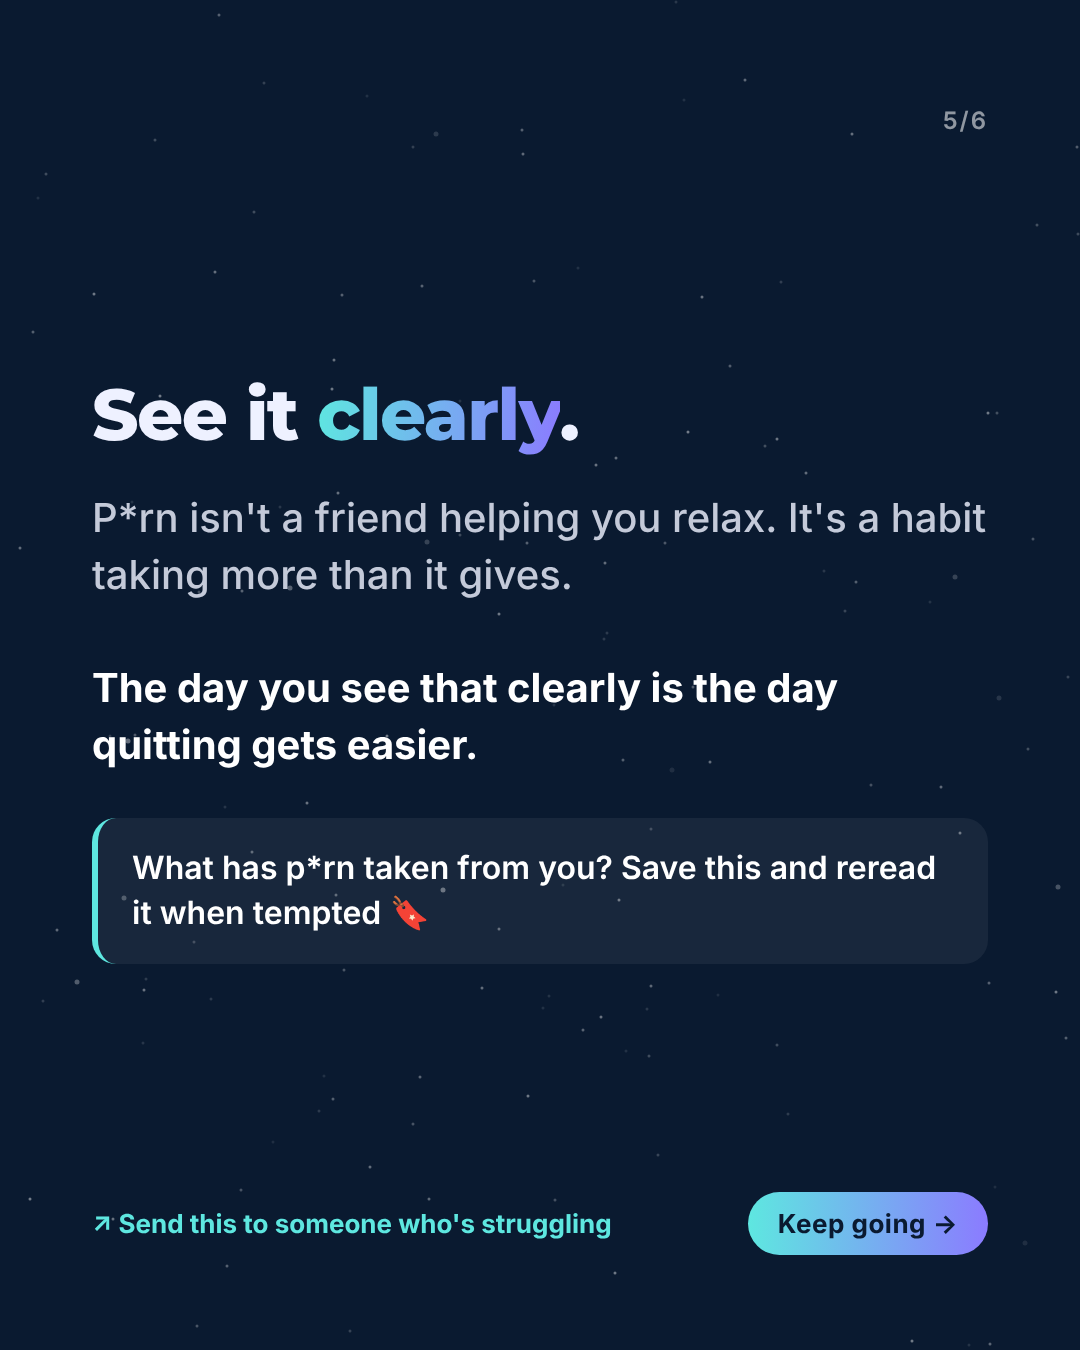 5/6
See it clearly.
P*rn isn't a friend helping you relax. It's a habit
taking more than it gives.
The day you see that clearly is the day
quitting gets easier.
What has p*rn taken from you? Save this and reread
it when tempted 🔖
↗ Send this to someone who's struggling
Keep going →